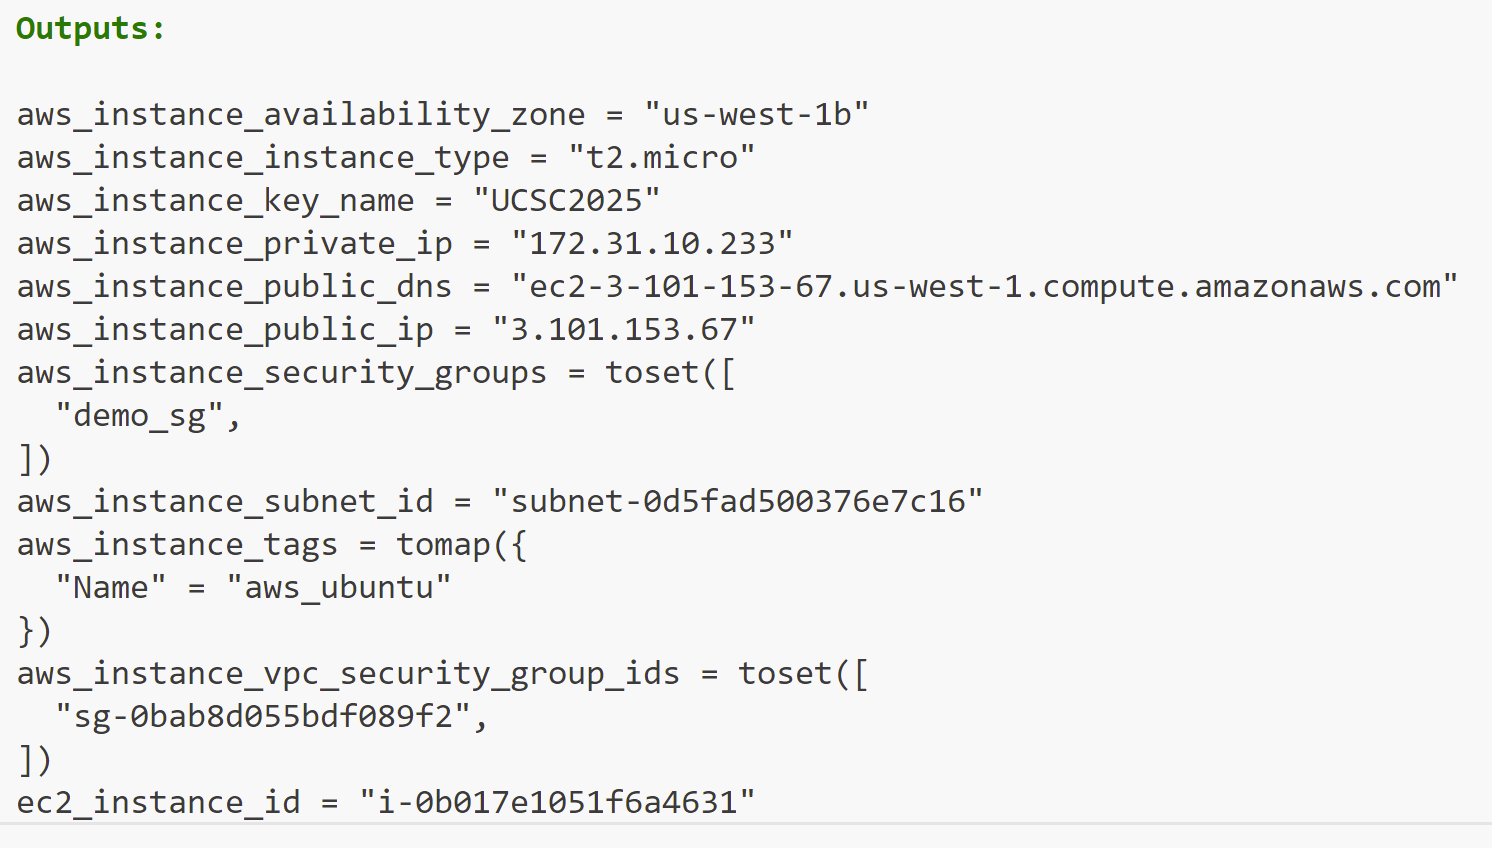 Outputs:

aws_instance_availability_zone = "us-west-1b"
aws_instance_instance_type = "t2.micro"
aws_instance_key_name = "UCSC2025"
aws_instance_private_ip = "172.31.10.233"
aws_instance_public_dns = "ec2-3-101-153-67.us-west-1.compute.amazonaws.com"
aws_instance_public_ip = "3.101.153.67"
aws_instance_security_groups = toset([
  "demo_sg",
])
aws_instance_subnet_id = "subnet-0d5fad500376e7c16"
aws_instance_tags = tomap({
  "Name" = "aws_ubuntu"
})
aws_instance_vpc_security_group_ids = toset([
  "sg-0bab8d055bdf089f2",
])
ec2_instance_id = "i-0b017e1051f6a4631"